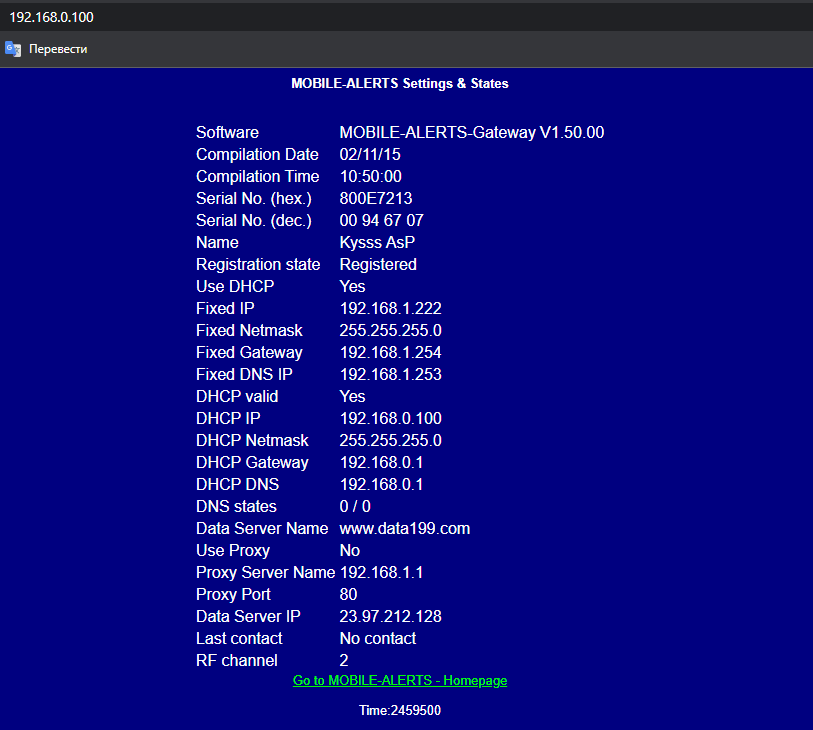 192.168.0.100
Перевести
MOBILE-ALERTS Settings & States
Software MOBILE-ALERTS-Gateway V1.50.00
Compilation Date 02/11/15
Compilation Time 10:50:00
Serial No. (hex.) 800E7213
Serial No. (dec.) 00 94 67 07
Name Kysss AsP
Registration state Registered
Use DHCP Yes
Fixed IP 192.168.1.222
Fixed Netmask 255.255.255.0
Fixed Gateway 192.168.1.254
Fixed DNS IP 192.168.1.253
DHCP valid Yes
DHCP IP 192.168.0.100
DHCP Netmask 255.255.255.0
DHCP Gateway 192.168.0.1
DHCP DNS 192.168.0.1
DNS states 0 / 0
Data Server Name www.data199.com
Use Proxy No
Proxy Server Name 192.168.1.1
Proxy Port 80
Data Server IP 23.97.212.128
Last contact No contact
RF channel 2
Go to MOBILE-ALERTS - Homepage
Time:2459500